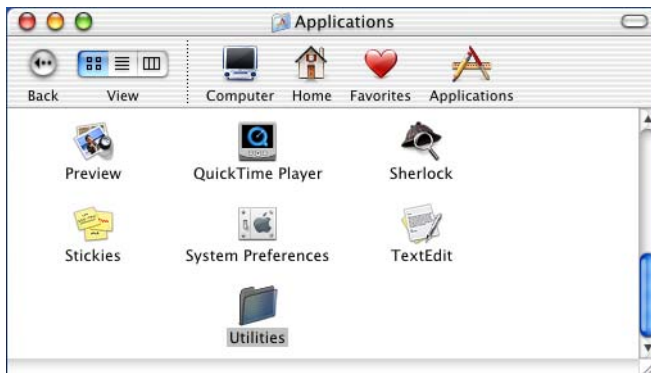 Applications
Back View Computer Home Favorites Applications
Preview QuickTime Player Sherlock
Stickies System Preferences TextEdit
Utilities